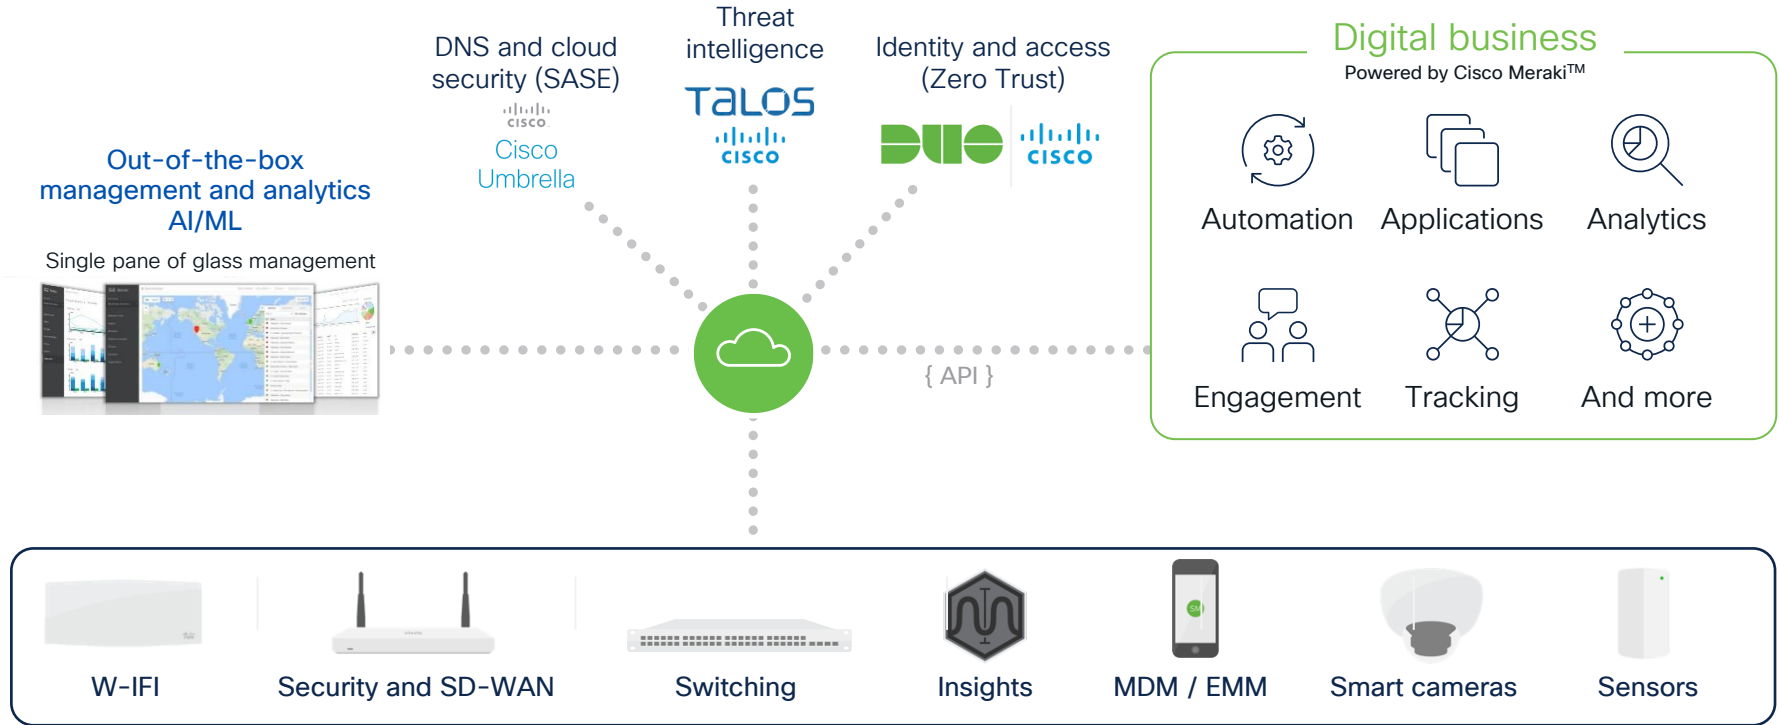 Threat
intelligence
DNS and cloud
security (SASE)
Identity and access
(Zero Trust)
Digital business
Powered by Cisco Meraki™
CISCO
Cisco
Umbrella
TALOS
CISCO
DUO
CISCO
Out-of-the-box
management and analytics
AI/ML
Single pane of glass management
Automation
Applications
Analytics
{ API }
Engagement
Tracking
And more
SM
W-IFI
Security and SD-WAN
Switching
Insights
MDM / EMM
Smart cameras
Sensors